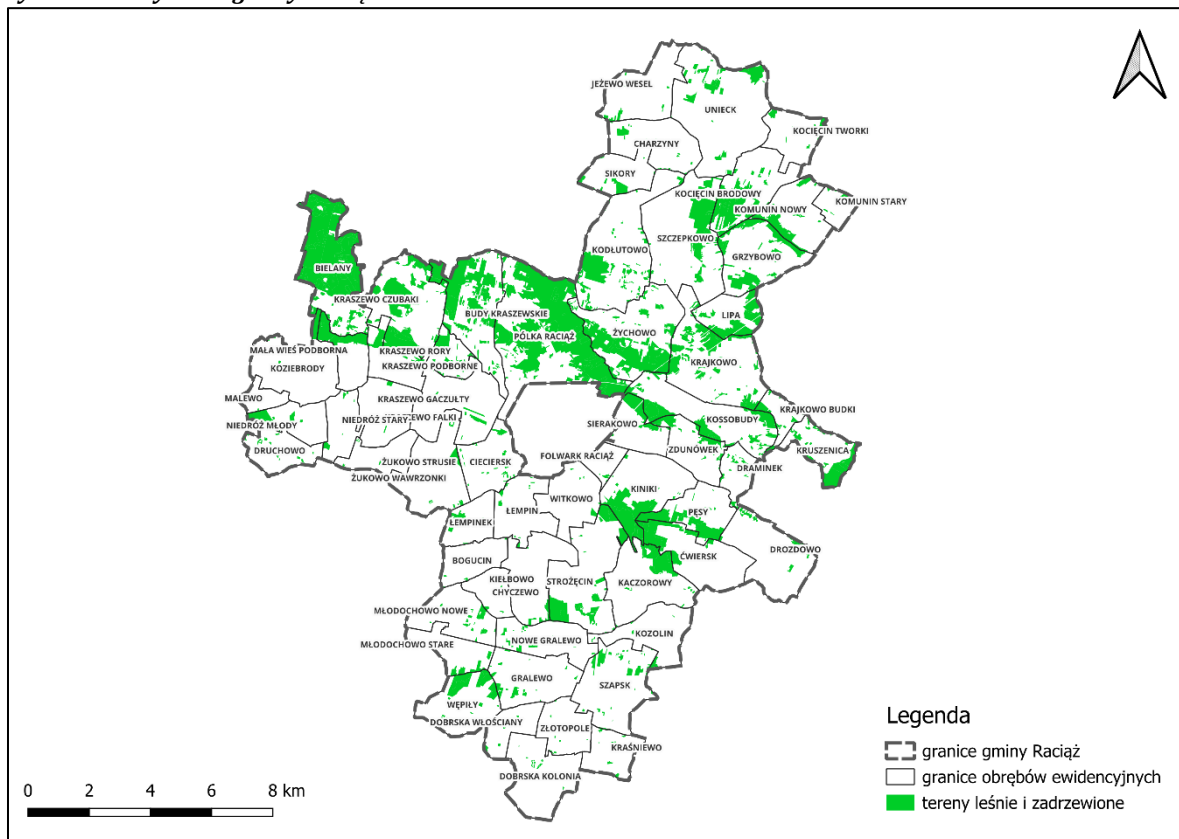 JEŻEWO WESEL
UNIECK
KOCIĘCIN TWORKI
CHARZYNY
SIKORY
KOCIĘCIN BRODOWY
KOMUNIN STARY
KOMUNIN NOWY
SZCZEPKOWO
KODŁUTOWO
GRZYBOWO
BIELANY
KRASZEWO CZUBAKI
BUDY KRASZEWSKIE
LIPA
PÓLKA RACIĄŻ
ŻYCHOWO
MAŁA WIEŚ PODBORNA
KRASZEWO RORY
KRAJKOWO
KOZIEBRODY
KRASZEWO PODBORNE
MALEWO
KRASZEWO GACZUŁTY
NIEDRÓŻ STARY
EWO FALKI
NIEDRÓŻ MŁODY
SIERAKOWO
KOSSOBUDY
KRAJKOWO BUDKI
DRUCHOWO
ZDUNÓWEK
KRUSZENICA
FOLWARK RACIĄŻ
ŻUKOWO STRUSIE
CIECIERSK
DRAMINEK
ŻUKOWO WAWRZONKI
KINIKI
WITKOWO
ŁEMPIN
PĘSY
ŁEMPINEK
DROZDOWO
ĆWIERSK
BOGUCIN
KIEŁBOWO
STROŻĘCIN
KACZOROWY
CHYCZEWO
MŁODOCHOWO NOWE
KOZOLIN
NOWE GRALEWO
MŁODOCHOWO STARE
GRALEWO
SZAPSK
WĘPIŁY
DOBRSKA WŁOŚCIANY
ZŁOTOPOLE
KRAŚNIEWO
DOBRSKA KOLONIA
Legenda
granice gminy Raciąż
granice obrębów ewidencyjnych
tereny leśnie i zadrzewione
0 2 4 6 8 km